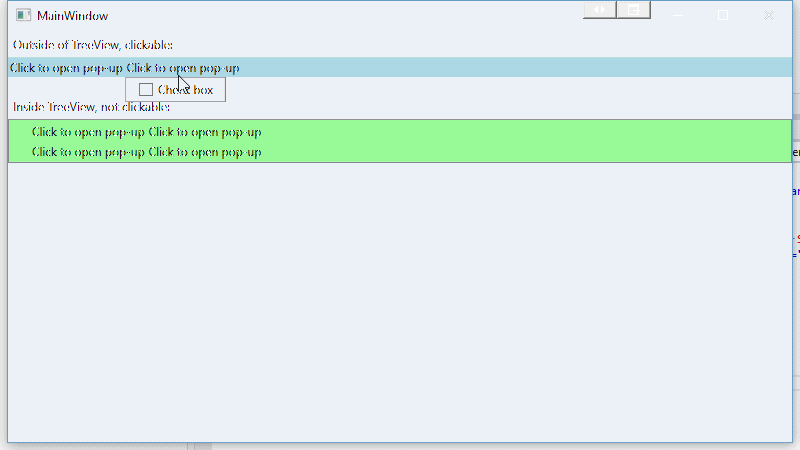 MainWindow
Outside of TreeView, clickable:
Click to open pop-up Click to open pop-up
Check box
Inside TreeView, not clickable:
Click to open pop-up Click to open pop-up
Click to open pop-up Click to open pop-up